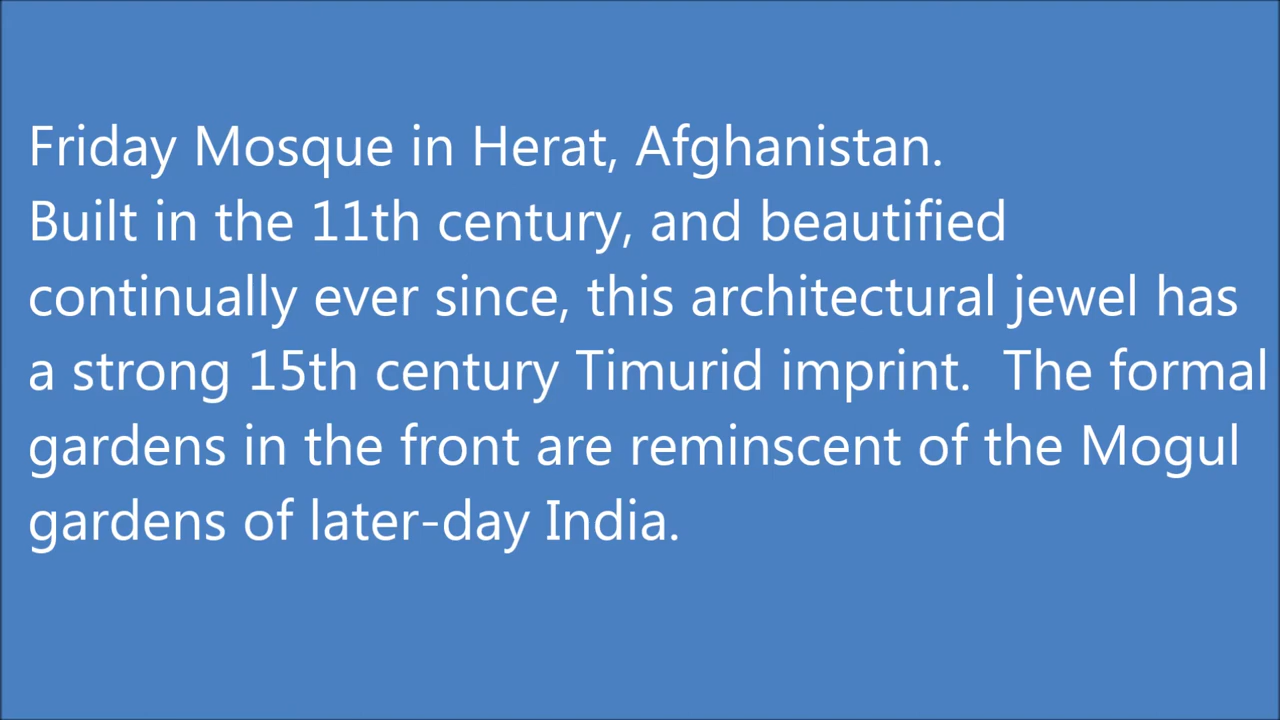 Friday Mosque in Herat, Afghanistan.
Built in the 11th century, and beautified
continually ever since, this architectural jewel has
a strong 15th century Timurid imprint.  The formal
gardens in the front are reminscent of the Mogul
gardens of later-day India.